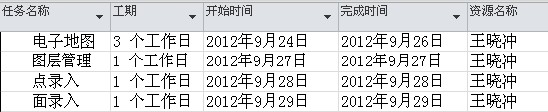 任务名称 工期 开始时间 完成时间 资源名称
电子地图 3 个工作日 2012年9月24日 2012年9月26日 王晓冲
图层管理 1 个工作日 2012年9月27日 2012年9月27日 王晓冲
点录入 1 个工作日 2012年9月28日 2012年9月28日 王晓冲
面录入 1 个工作日 2012年9月29日 2012年9月29日 王晓冲